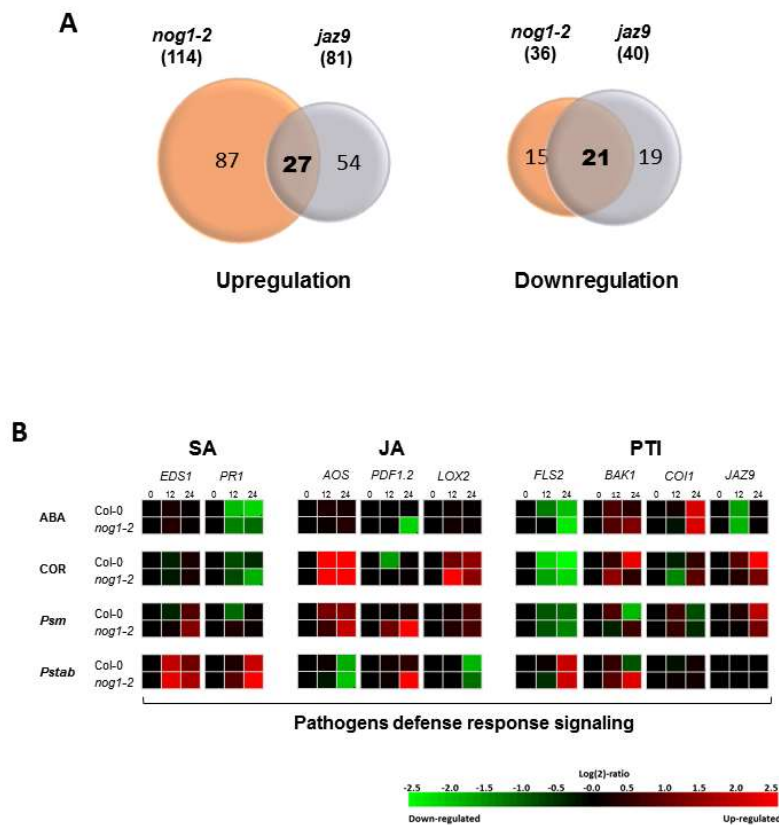 A
nog1-2 jaz9 nog1-2 jaz9
(114) (81) (36) (40)
87 27 54 15 21 19
Upregulation Downregulation
B
SA JA PTI
EDS1 PR1 AOS PDF1.2 LOX2 FLS2 BAK1 COI1 JAZ9
0 12 24 0 12 24 0 12 24 0 12 24 0 12 24 0 12 24 0 12 24 0 12 24 0 12 24
ABA Col-0
nog1-2
COR Col-0
nog1-2
Psm Col-0
nog1-2
Pstab Col-0
nog1-2
Pathogens defense response signaling
Log(2)-ratio
-2.5 -2.0 -1.5 -1.0 -0.5 -0.0 0.5 1.0 1.5 2.0 2.5
Down-regulated Up-regulated